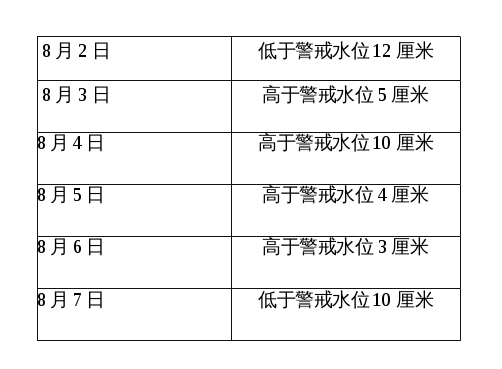 8 月 2 日 低于警戒水位 12 厘米
8 月 3 日 高于警戒水位 5 厘米
8 月 4 日 高于警戒水位 10 厘米
8 月 5 日 高于警戒水位 4 厘米
8 月 6 日 高于警戒水位 3 厘米
8 月 7 日 低于警戒水位 10 厘米